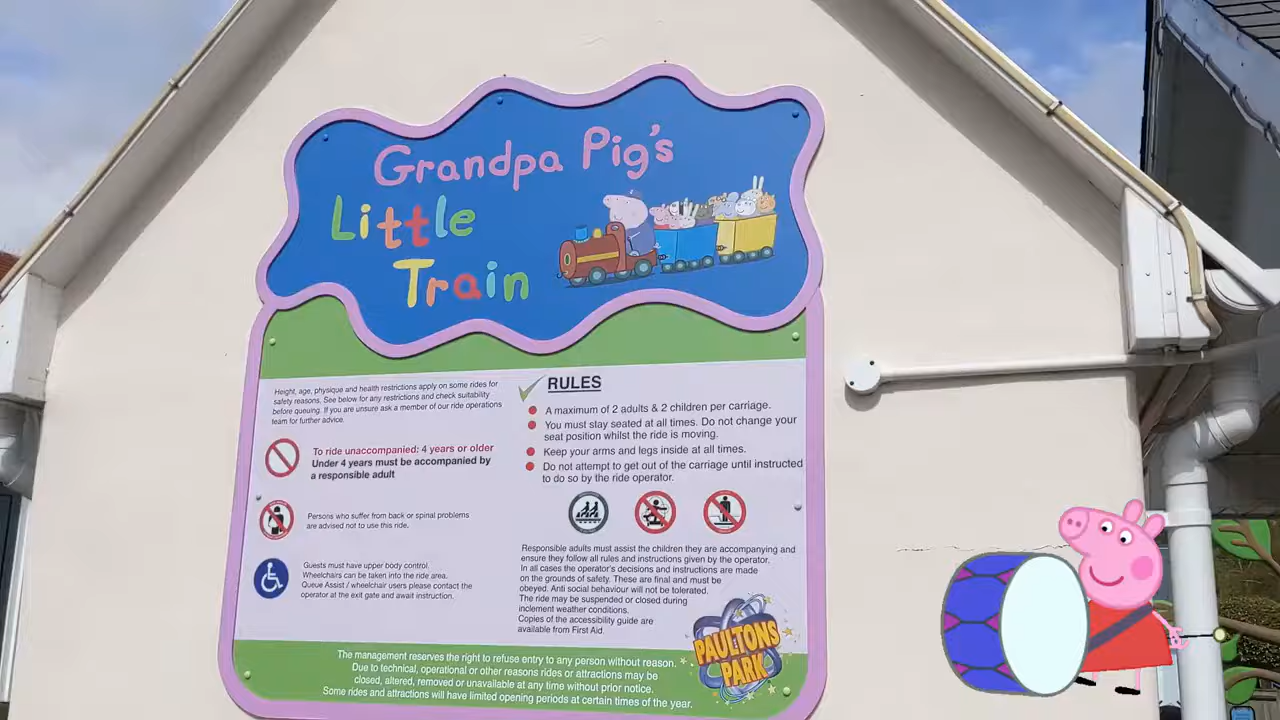 Grandpa Pig's
Little
Train
Height, age, physique and health restrictions apply on some rides for
safety reasons. See below for any restrictions and check suitability
before queuing. If you are unsure ask a member of our ride operations
team for further advice.
To ride unaccompanied: 4 years or older
Under 4 years must be accompanied by
a responsible adult
Persons who suffer from back or spinal problems
are advised not to use this ride.
Guests must have upper body control.
Wheelchairs can be taken into the ride area.
Queue Assist / wheelchair users please contact the
operator at the exit gate and await instruction.
RULES
A maximum of 2 adults & 2 children per carriage.
You must stay seated at all times. Do not change your
seat position whilst the ride is moving.
Keep your arms and legs inside at all times.
Do not attempt to get out of the carriage until instructed
to do so by the ride operator.
Responsible adults must assist the children they are accompanying and
ensure they follow all rules and instructions given by the operator.
In all cases the operator's decisions and instructions are made
on the grounds of safety. These are final and must be
obeyed. Anti social behaviour will not be tolerated.
The ride may be suspended or closed during
inclement weather conditions.
Copies of the accessibility guide are
available from First Aid.
PAULTONS
PARK
The management reserves the right to refuse entry to any person without reason.
Due to technical, operational or other reasons rides or attractions may be
closed, altered, removed or unavailable at any time without prior notice.
Some rides and attractions will have limited opening periods at certain times of the year.